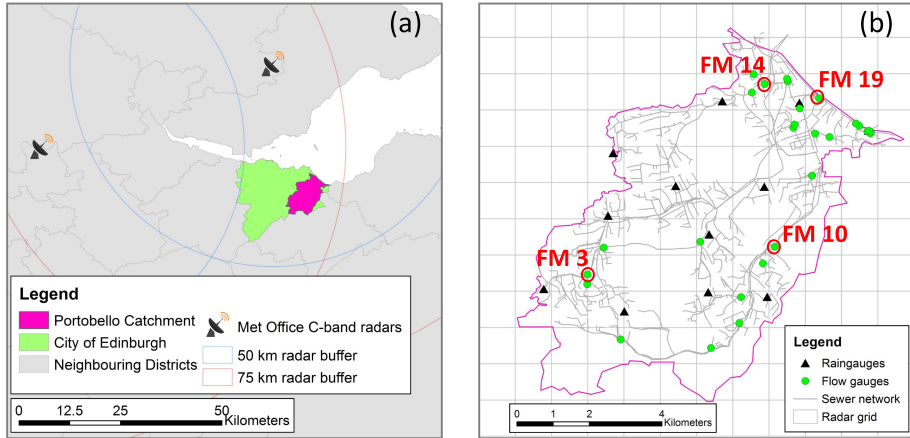 (a)
Legend
Portobello Catchment
City of Edinburgh
Neighbouring Districts
Met Office C-band radars
50 km radar buffer
75 km radar buffer
0 12.5 25 50
Kilometers
(b)
FM 14
FM 19
FM 10
FM 3
Legend
Raingauges
Flow gauges
Sewer network
Radar grid
0 1 2 4
Kilometers